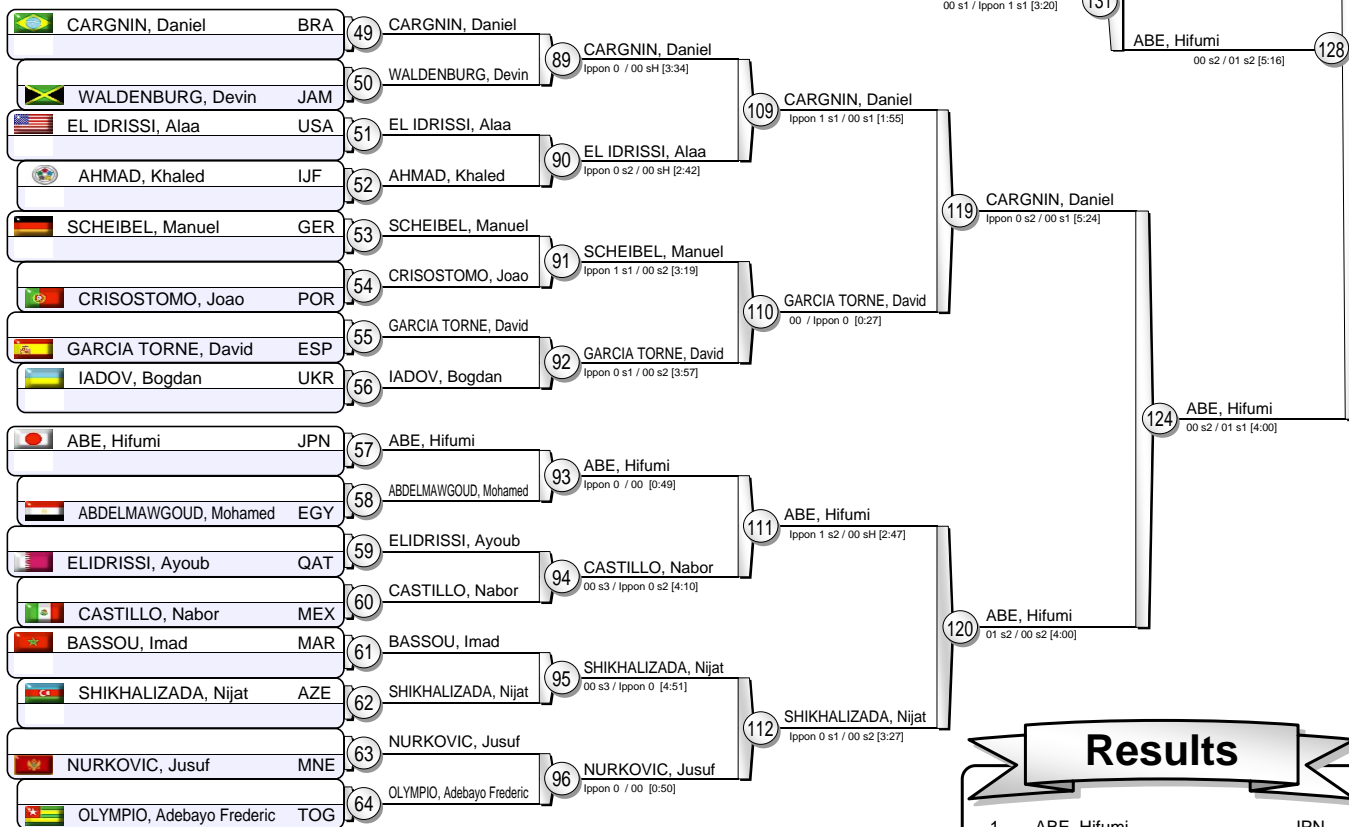 CARGNIN, Daniel BRA
WALDENBURG, Devin JAM
EL IDRISSI, Alaa USA
AHMAD, Khaled IJF
SCHEIBEL, Manuel GER
CRISOSTOMO, Joao POR
GARCIA TORNE, David ESP
IADOV, Bogdan UKR
ABE, Hifumi JPN
ABDELMAWGOUD, Mohamed EGY
ELIDRISSI, Ayoub QAT
CASTILLO, Nabor MEX
BASSOU, Imad MAR
SHIKHALIZADA, Nijat AZE
NURKOVIC, Jusuf MNE
OLYMPIO, Adebayo Frederic TOG
49 CARGNIN, Daniel
50 WALDENBURG, Devin
51 EL IDRISSI, Alaa
52 AHMAD, Khaled
53 SCHEIBEL, Manuel
54 CRISOSTOMO, Joao
55 GARCIA TORNE, David
56 IADOV, Bogdan
57 ABE, Hifumi
58 ABDELMAWGOUD, Mohamed
59 ELIDRISSI, Ayoub
60 CASTILLO, Nabor
61 BASSOU, Imad
62 SHIKHALIZADA, Nijat
63 NURKOVIC, Jusuf
64 OLYMPIO, Adebayo Frederic
89 CARGNIN, Daniel
Ippon 0 / 00 sH [3:34]
90 EL IDRISSI, Alaa
Ippon 0 s2 / 00 sH [2:42]
91 SCHEIBEL, Manuel
Ippon 1 s1 / 00 s2 [3:19]
92 GARCIA TORNE, David
Ippon 0 s1 / 00 s2 [3:57]
93 ABE, Hifumi
Ippon 0 / 00 [0:49]
94 CASTILLO, Nabor
00 s3 / Ippon 0 s2 [4:10]
95 SHIKHALIZADA, Nijat
00 s3 / Ippon 0 [4:51]
96 NURKOVIC, Jusuf
Ippon 0 / 00 [0:50]
109 CARGNIN, Daniel
Ippon 1 s1 / 00 s1 [1:55]
110 GARCIA TORNE, David
00 / Ippon 0 [0:27]
111 ABE, Hifumi
Ippon 1 s2 / 00 sH [2:47]
112 SHIKHALIZADA, Nijat
Ippon 0 s1 / 00 s2 [3:27]
119 CARGNIN, Daniel
Ippon 0 s2 / 00 s1 [5:24]
120 ABE, Hifumi
01 s2 / 00 s2 [4:00]
124 ABE, Hifumi
00 s2 / 01 s1 [4:00]
00 s1 / Ippon 1 s1 [3:20]
131
ABE, Hifumi
00 s2 / 01 s2 [5:16]
128
Results
1 ABE, Hifumi JPN